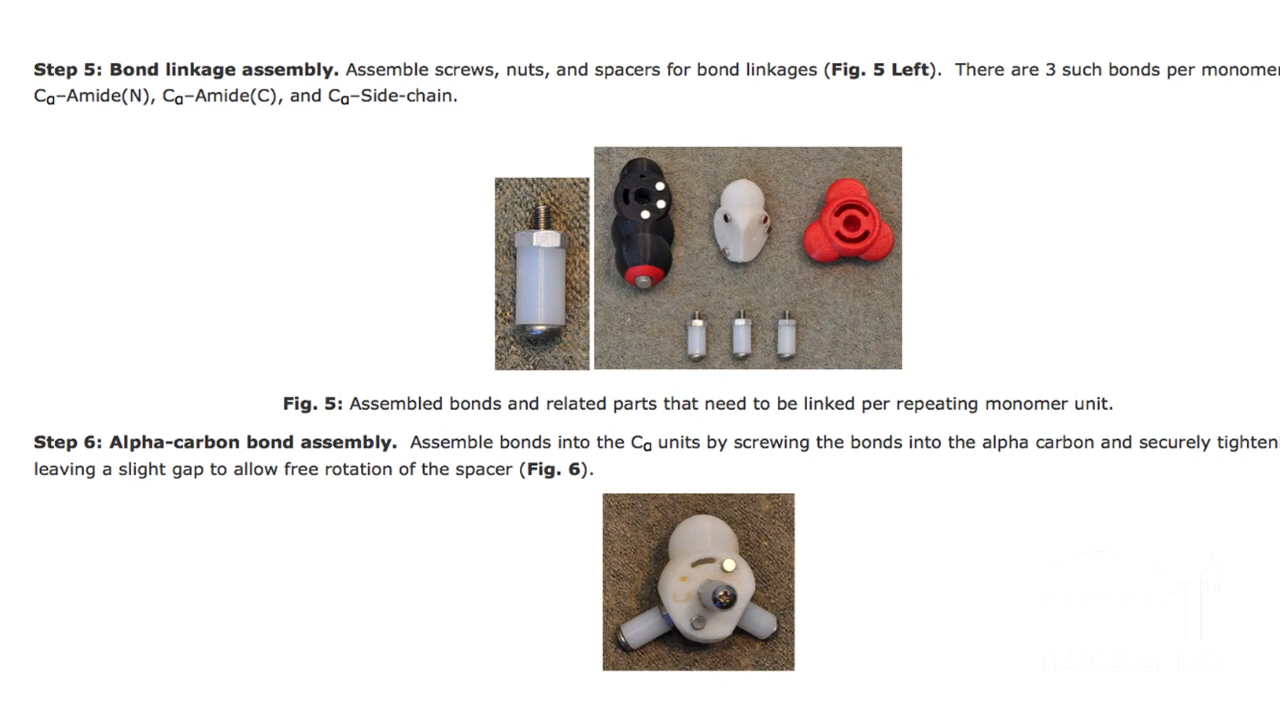 Step 5: Bond linkage assembly. Assemble screws, nuts, and spacers for bond linkages (Fig. 5 Left). There are 3 such bonds per monomer
Cα–Amide(N), Cα–Amide(C), and Cα–Side-chain.
Fig. 5: Assembled bonds and related parts that need to be linked per repeating monomer unit.
Step 6: Alpha-carbon bond assembly. Assemble bonds into the Cα units by screwing the bonds into the alpha carbon and securely tighteni
leaving a slight gap to allow free rotation of the spacer (Fig. 6).